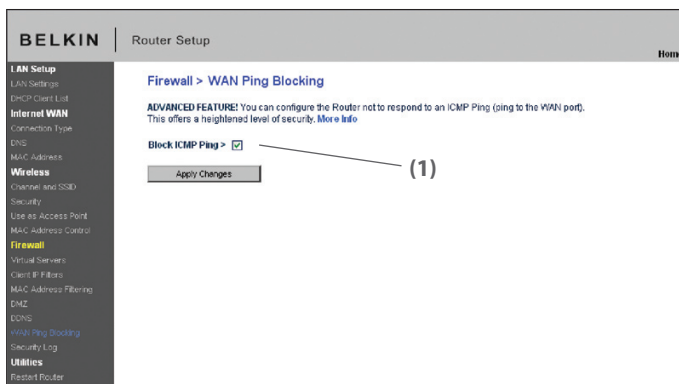 BELKIN
Router Setup
Home
LAN Setup
LAN Settings
DHCP Client List
Internet WAN
Connection Type
DNS
MAC Address
Wireless
Channel and SSID
Security
Use as Access Point
MAC Address Control
Firewall
Virtual Servers
Client IP Filters
MAC Address Filtering
DMZ
DDNS
WAN Ping Blocking
Security Log
Utilities
Restart Router
Firewall > WAN Ping Blocking
ADVANCED FEATURE! You can configure the Router not to respond to an ICMP Ping (ping to the WAN port).
This offers a heightened level of security. More Info
Block ICMP Ping >
(1)
Apply Changes